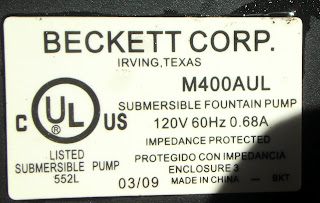 BECKETT CORP.
IRVING, TEXAS
M400AUL
C UL® US
SUBMERSIBLE FOUNTAIN PUMP
120V 60Hz 0.68A
IMPEDANCE PROTECTED
LISTED
SUBMERSIBLE PUMP
552L
PROTEGIDO CON IMPEDANCIA
ENCLOSURE 3
03/09 MADE IN CHINA - 9KT